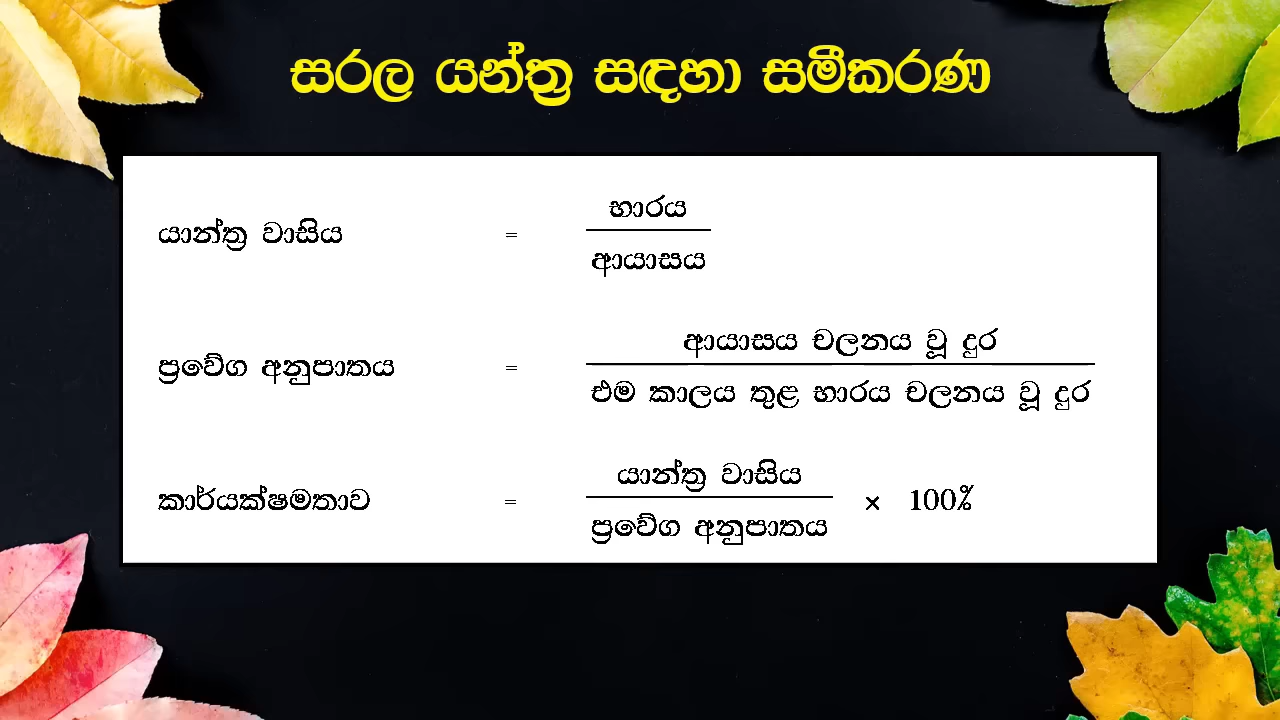 සරල යන්ත්‍ර සඳහා සමීකරණ
යාන්ත්‍ර වාසිය = භාරය
ආයාසය
ප්‍රවේග අනුපාතය = ආයාසය චලනය වූ දුර
එම කාලය තුළ භාරය චලනය වූ දුර
කාර්යක්ෂමතාව = යාන්ත්‍ර වාසිය × 100%
ප්‍රවේග අනුපාතය